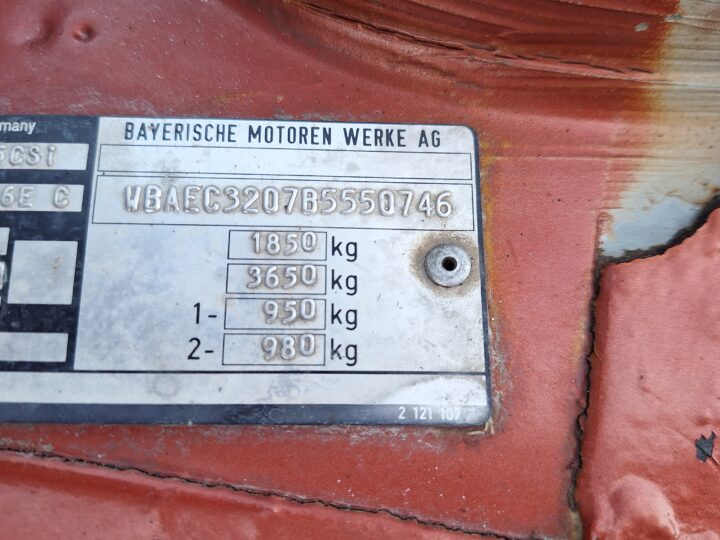 many
5CSi
6E C
BAYERISCHE MOTOREN WERKE AG
WBAEC3207B5550746
1850 kg
3650 kg
1- 950 kg
2- 980 kg
2 121 107